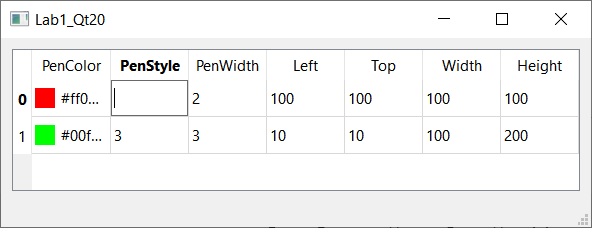 Lab1_Qt20
PenColor PenStyle PenWidth Left Top Width Height
0 #ff0... 2 100 100 100 100
1 #00f... 3 3 10 10 100 200